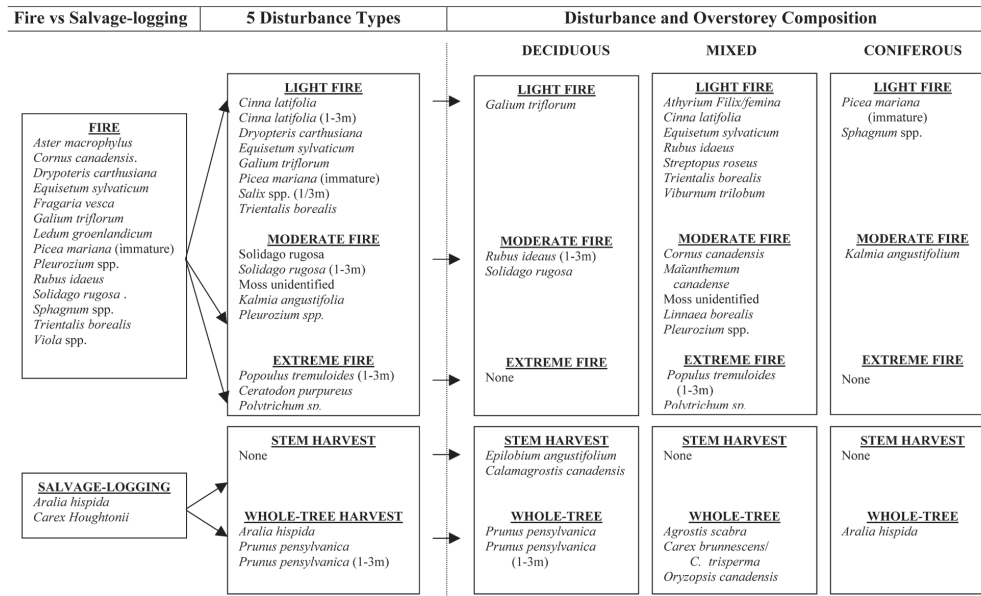 Fire vs Salvage-logging
5 Disturbance Types
Disturbance and Overstorey Composition
DECIDUOUS
MIXED
CONIFEROUS
FIRE
Aster macrophylus
Cornus canadensis.
Drypoteris carthusiana
Equisetum sylvaticum
Fragaria vesca
Galium triflorum
Ledum groenlandicum
Picea mariana (immature)
Pleurozium spp.
Rubus idaeus
Solidago rugosa .
Sphagnum spp.
Trientalis borealis
Viola spp.
LIGHT FIRE
Cinna latifolia
Cinna latifolia (1-3m)
Dryopteris carthusiana
Equisetum sylvaticum
Galium triflorum
Picea mariana (immature)
Salix spp. (1/3m)
Trientalis borealis
MODERATE FIRE
Solidago rugosa
Solidago rugosa (1-3m)
Moss unidentified
Kalmia angustifolia
Pleurozium spp.
EXTREME FIRE
Popoulus tremuloides (1-3m)
Ceratodon purpureus
Polytrichum sp.
LIGHT FIRE
Galium triflorum
MODERATE FIRE
Rubus ideaus (1-3m)
Solidago rugosa
EXTREME FIRE
None
LIGHT FIRE
Athyrium Filix/femina
Cinna latifolia
Equisetum sylvaticum
Rubus idaeus
Streptopus roseus
Trientalis borealis
Viburnum trilobum
MODERATE FIRE
Cornus canadensis
Maïanthemum
canadense
Moss unidentified
Linnaea borealis
Pleurozium spp.
EXTREME FIRE
Populus tremuloides
(1-3m)
Polytrichum sp.
LIGHT FIRE
Picea mariana
(immature)
Sphagnum spp.
MODERATE FIRE
Kalmia angustifolium
EXTREME FIRE
None
SALVAGE-LOGGING
Aralia hispida
Carex Houghtonii
STEM HARVEST
None
WHOLE-TREE HARVEST
Aralia hispida
Prunus pensylvanica
Prunus pensylvanica (1-3m)
STEM HARVEST
Epilobium angustifolium
Calamagrostis canadensis
WHOLE-TREE
Prunus pensylvanica
Prunus pensylvanica
(1-3m)
STEM HARVEST
None
WHOLE-TREE
Agrostis scabra
Carex brunnescens/
C. trisperma
Oryzopsis canadensis
STEM HARVEST
None
WHOLE-TREE
Aralia hispida